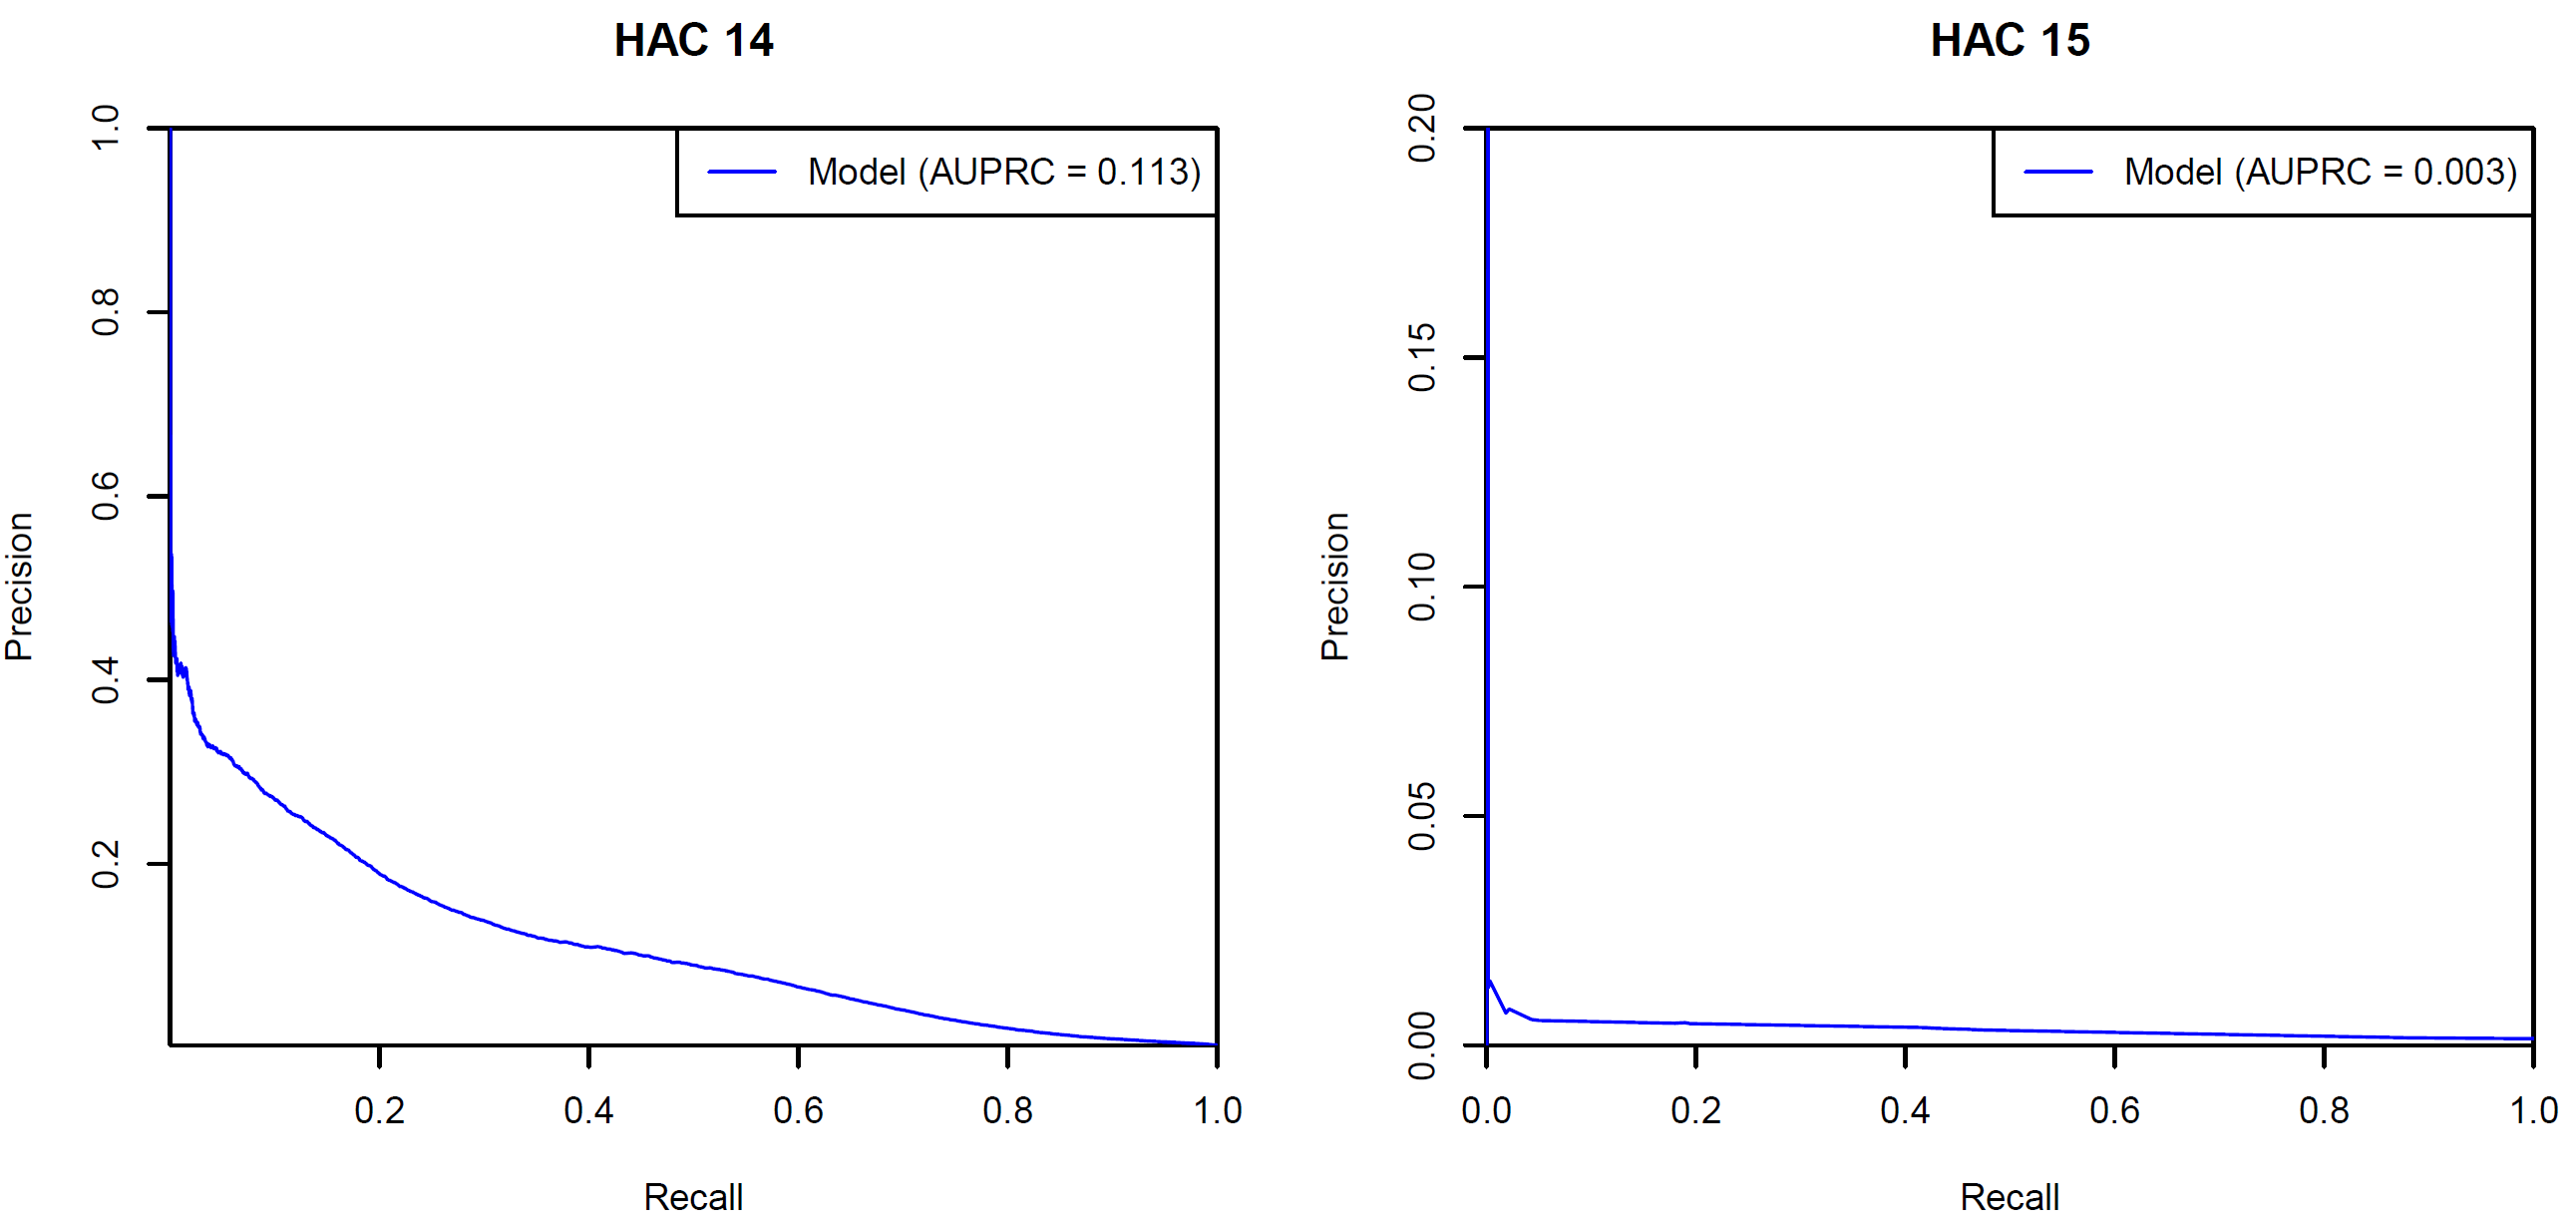 HAC 14
Model (AUPRC = 0.113)
Precision
1.0
0.8
0.6
0.4
0.2
0.2 0.4 0.6 0.8 1.0
Recall
HAC 15
Model (AUPRC = 0.003)
Precision
0.20
0.15
0.10
0.05
0.00
0.0 0.2 0.4 0.6 0.8 1.0
Recall